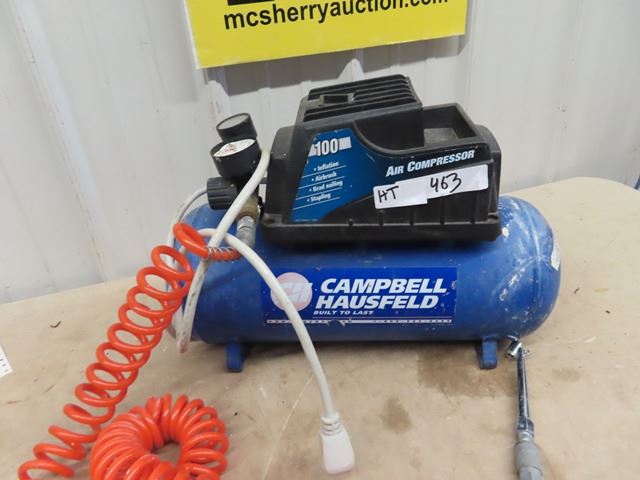 mcsherryauction.com
100
• Inflation
• Airbrush
• Brad nailing
• Stapling
AIR COMPRESSOR
HT 463
CAMPBELL
HAUSFELD
BUILT TO LAST